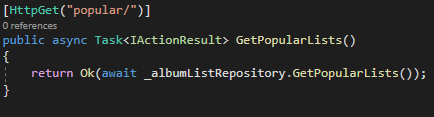 [HttpGet("popular/")]
0 references
public async Task<IActionResult> GetPopularLists()
{
return Ok(await _albumListRepository.GetPopularLists());
}